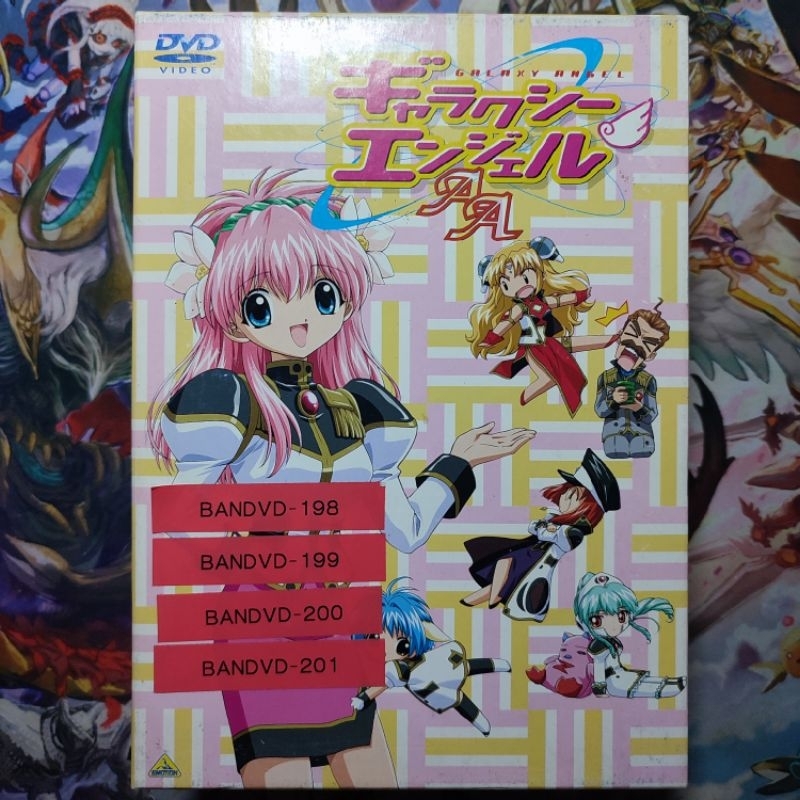 DVD
VIDEO
GALAXY ANGEL
ギャラクシー
エンジェル
AA
BANDVD-198
BANDVD-199
BANDVD-200
BANDVD-201
EMOTION